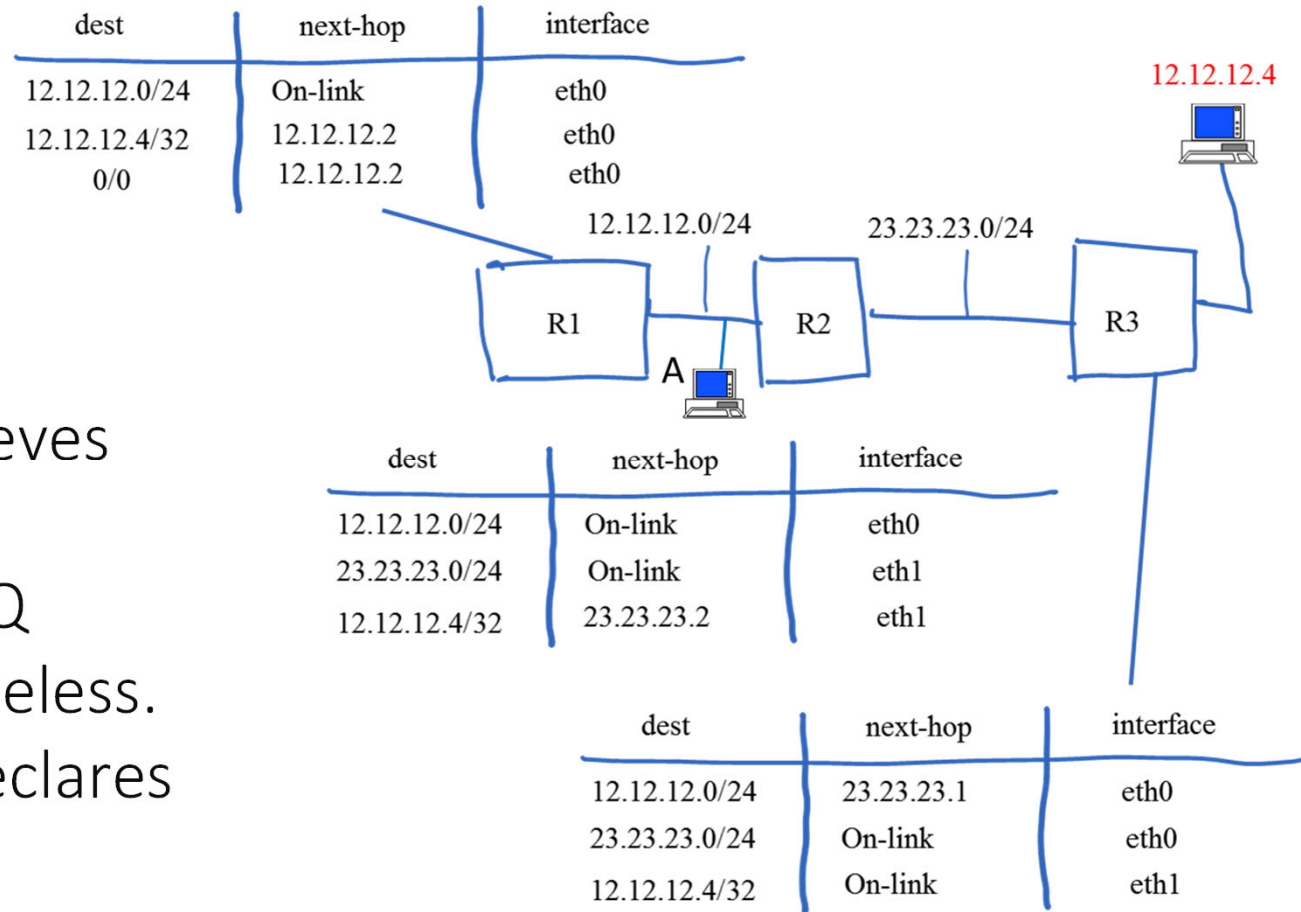 dest next-hop interface
12.12.12.0/24 On-link eth0
12.12.12.4/32 12.12.12.2 eth0
0/0 12.12.12.2 eth0
12.12.12.4
12.12.12.0/24 23.23.23.0/24
R1 R2 R3
A
eves
Q
eless.
eclares
dest next-hop interface
12.12.12.0/24 On-link eth0
23.23.23.0/24 On-link eth1
12.12.12.4/32 23.23.23.2 eth1
dest next-hop interface
12.12.12.0/24 23.23.23.1 eth0
23.23.23.0/24 On-link eth0
12.12.12.4/32 On-link eth1